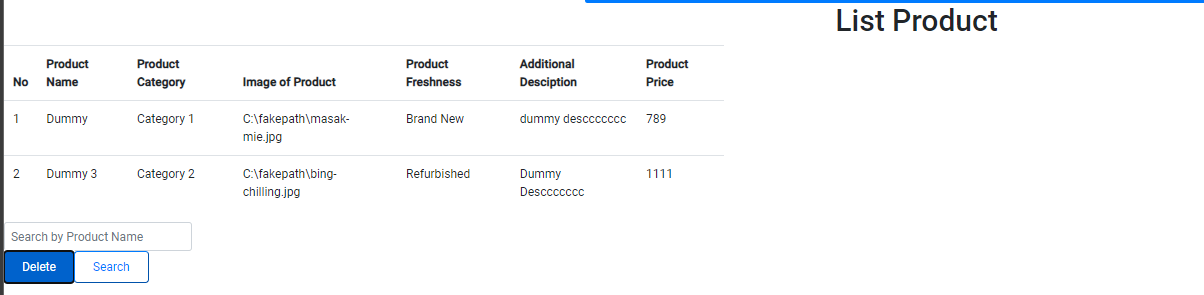 List Product
No Product Name Product Category Image of Product Product Freshness Additional Desciption Product Price
1 Dummy Category 1 C:\fakepath\masak-mie.jpg Brand New dummy descccccc 789
2 Dummy 3 Category 2 C:\fakepath\bing-chilling.jpg Refurbished Dummy Desccccccc 1111
Search by Product Name
Delete Search